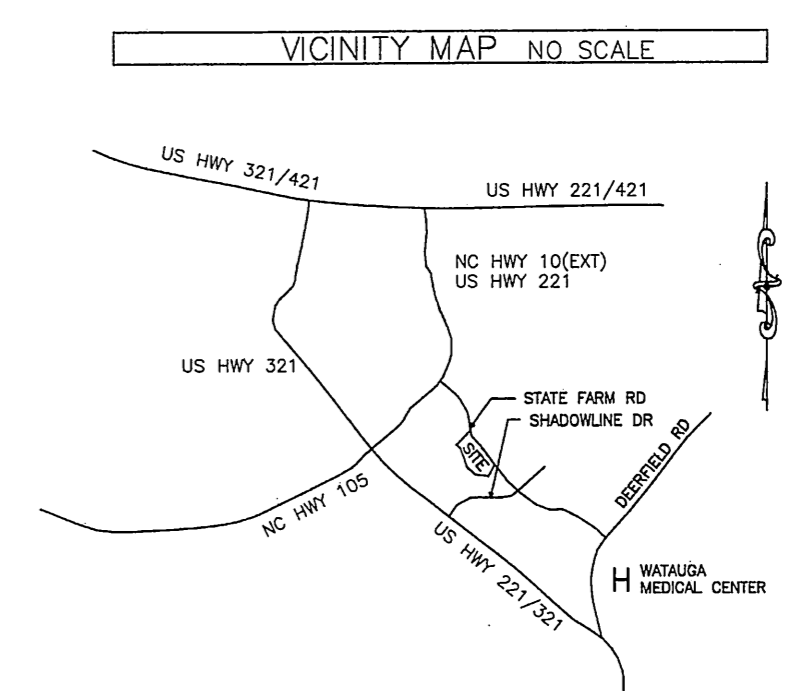 VICINITY MAP NO SCALE
US HWY 321/421
US HWY 221/421
NC HWY 10(EXT)
US HWY 221
US HWY 321
STATE FARM RD
SHADOWLINE DR
SITE
DEERFIELD RD
NC HWY 105
US HWY 221/321
H WATAUGA
MEDICAL CENTER